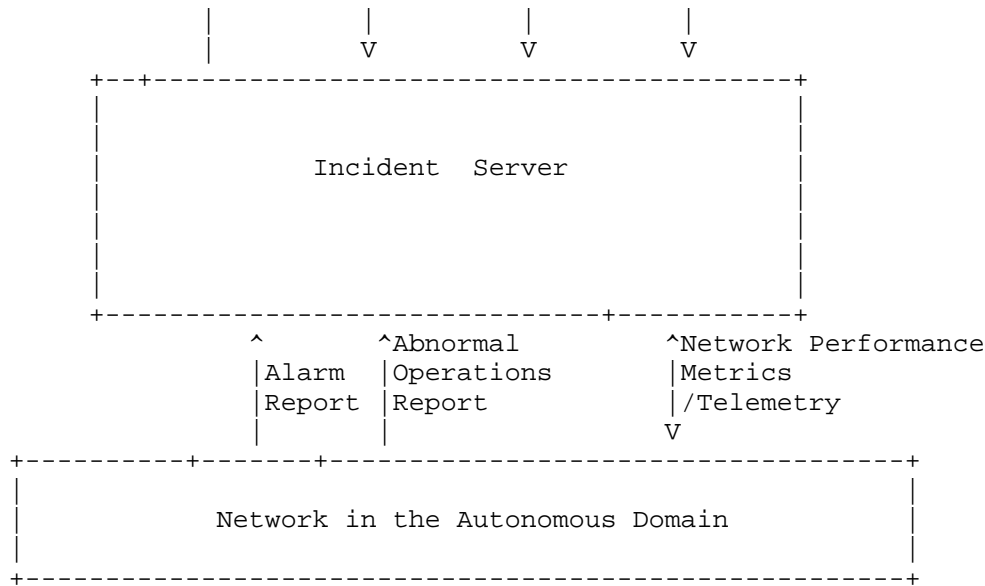 |         |         |         |
|         V         V         V
+--+----------------------------------------+
|                                           |
|                                           |
|             Incident  Server              |
|                                           |
|                                           |
|                                           |
|                                           |
+-------------------------------+-----------+
^       ^Abnormal         ^Network Performance
|Alarm  |Operations       |Metrics
|Report |Report           |/Telemetry
|       |                 V
+----------+-------+------------------------------------+
|                                                       |
|            Network in the Autonomous Domain           |
|                                                       |
+-------------------------------------------------------+